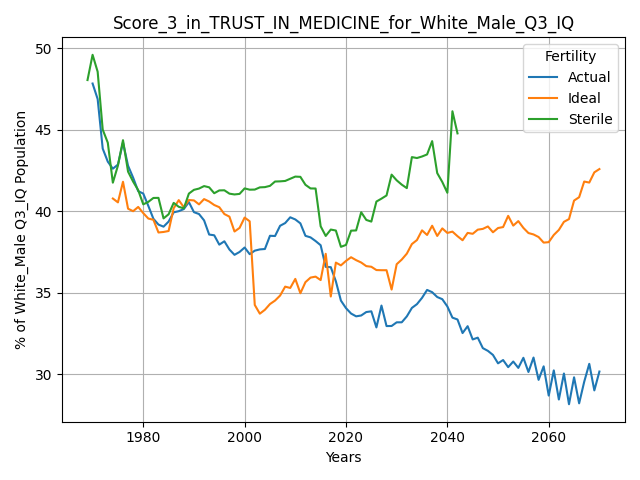 Score_3_in_TRUST_IN_MEDICINE_for_White_Male_Q3_IQ
Fertility
Actual
Ideal
Sterile
% of White_Male Q3_IQ Population
50
45
40
35
30
1980
2000
2020
2040
2060
Years